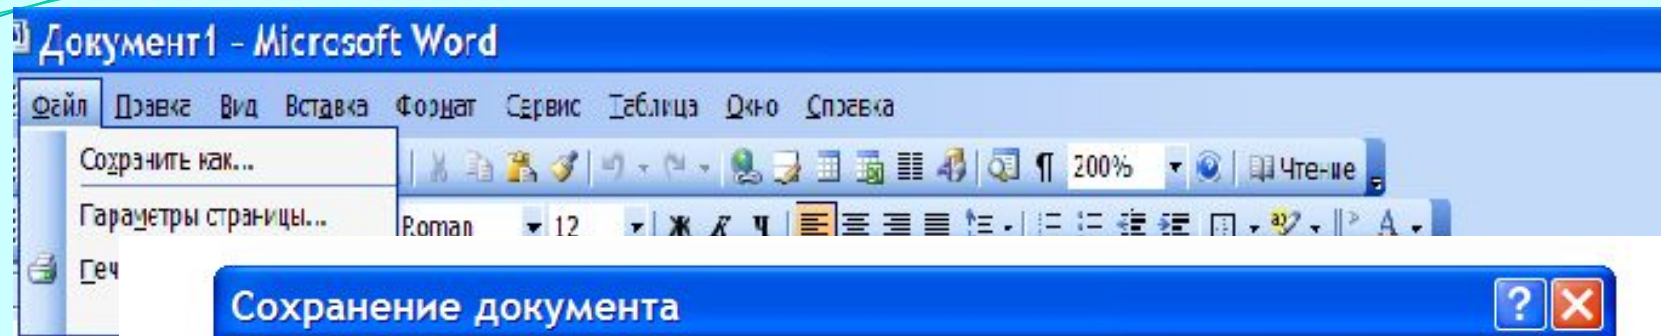 Документ1 - Microsoft Word
Файл Правка Вид Вставка Формат Сервис Таблица Окно Справка
Сохранить как...
200% Чтение
Параметры страницы...
Roman 12 Ж К Ч
Печ
Сохранение документа